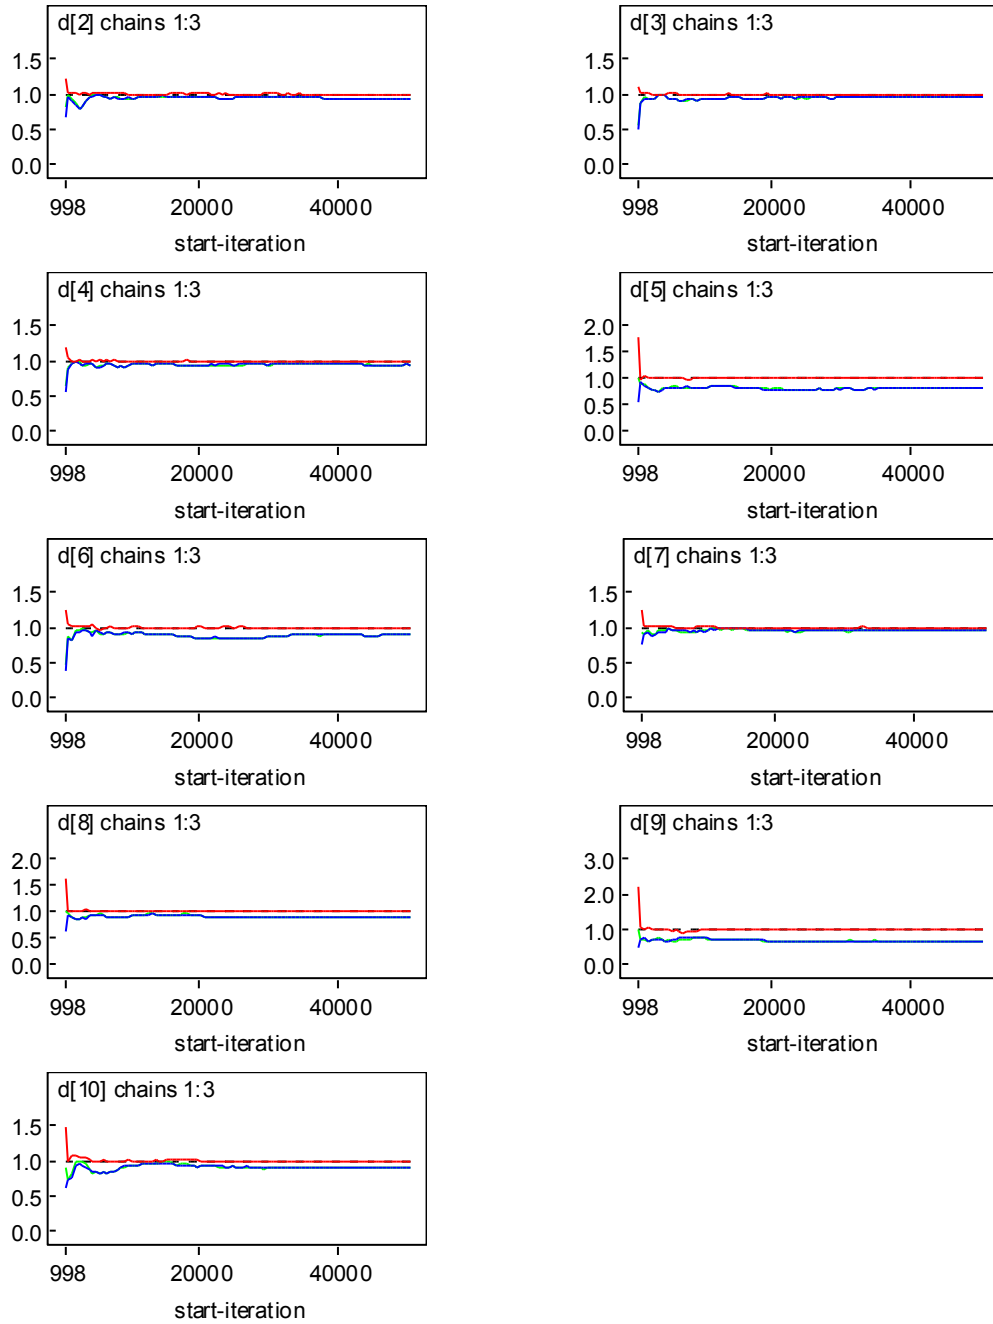 d[2] chains 1:3
1.5
1.0
0.5
0.0
998 20000 40000
start-iteration
d[3] chains 1:3
1.5
1.0
0.5
0.0
998 20000 40000
start-iteration
d[4] chains 1:3
1.5
1.0
0.5
0.0
998 20000 40000
start-iteration
d[5] chains 1:3
2.0
1.5
1.0
0.5
0.0
998 20000 40000
start-iteration
d[6] chains 1:3
1.5
1.0
0.5
0.0
998 20000 40000
start-iteration
d[7] chains 1:3
1.5
1.0
0.5
0.0
998 20000 40000
start-iteration
d[8] chains 1:3
2.0
1.5
1.0
0.5
0.0
998 20000 40000
start-iteration
d[9] chains 1:3
3.0
2.0
1.0
0.0
998 20000 40000
start-iteration
d[10] chains 1:3
1.5
1.0
0.5
0.0
998 20000 40000
start-iteration